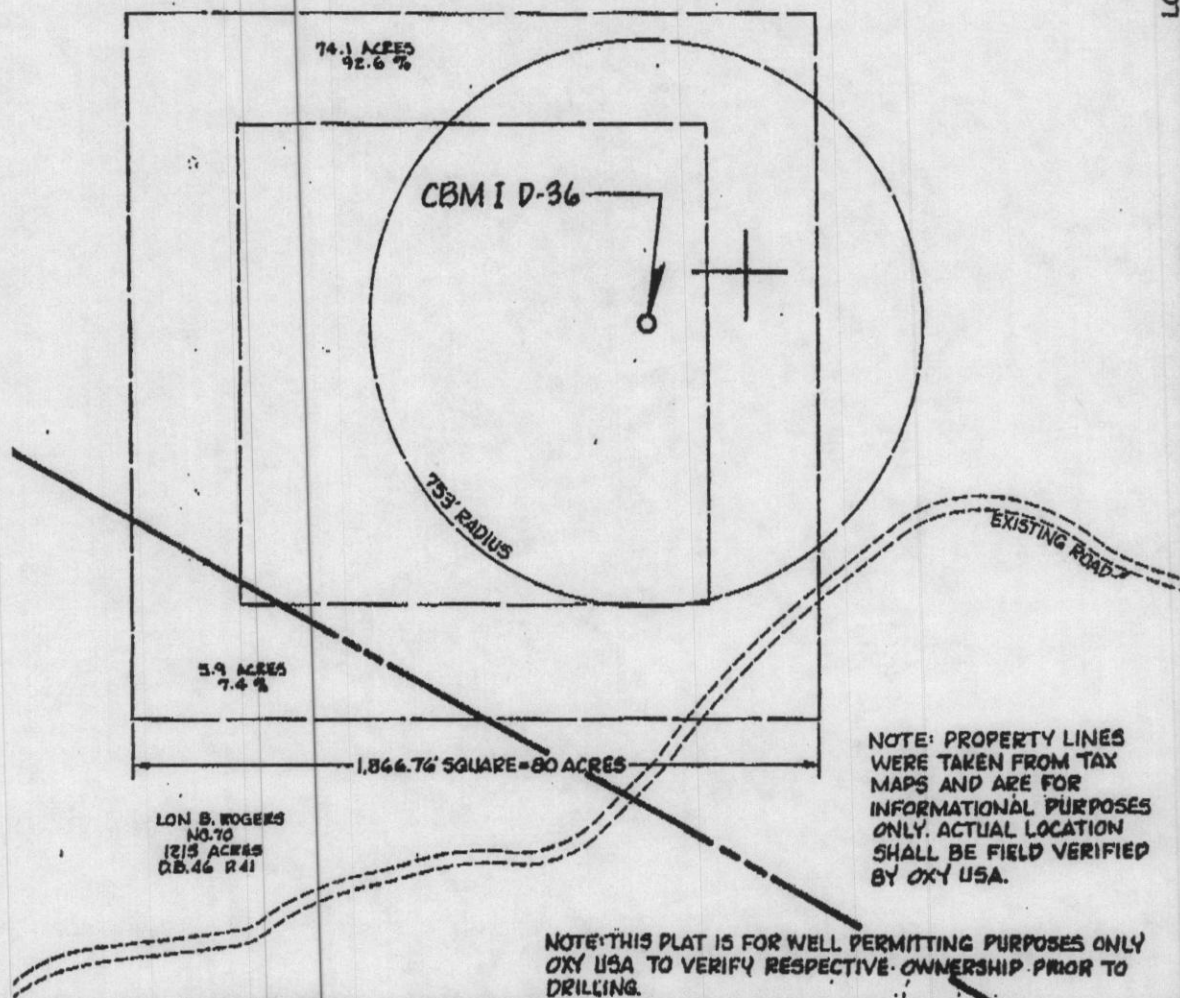 LO
74.1 ACRES
92.6 %
CBM I D-36
753' RADIUS
EXISTING ROAD
5.9 ACRES
7.4 %
1,866.76' SQUARE=80 ACRES
LON B. ROGERS
NO.70
1215 ACRES
D.B.46 P.41
NOTE: PROPERTY LINES
WERE TAKEN FROM TAX
MAPS AND ARE FOR
INFORMATIONAL PURPOSES
ONLY. ACTUAL LOCATION
SHALL BE FIELD VERIFIED
BY OXY USA.
NOTE: THIS PLAT IS FOR WELL PERMITTING PURPOSES ONLY
OXY USA TO VERIFY RESPECTIVE OWNERSHIP PRIOR TO
DRILLING.